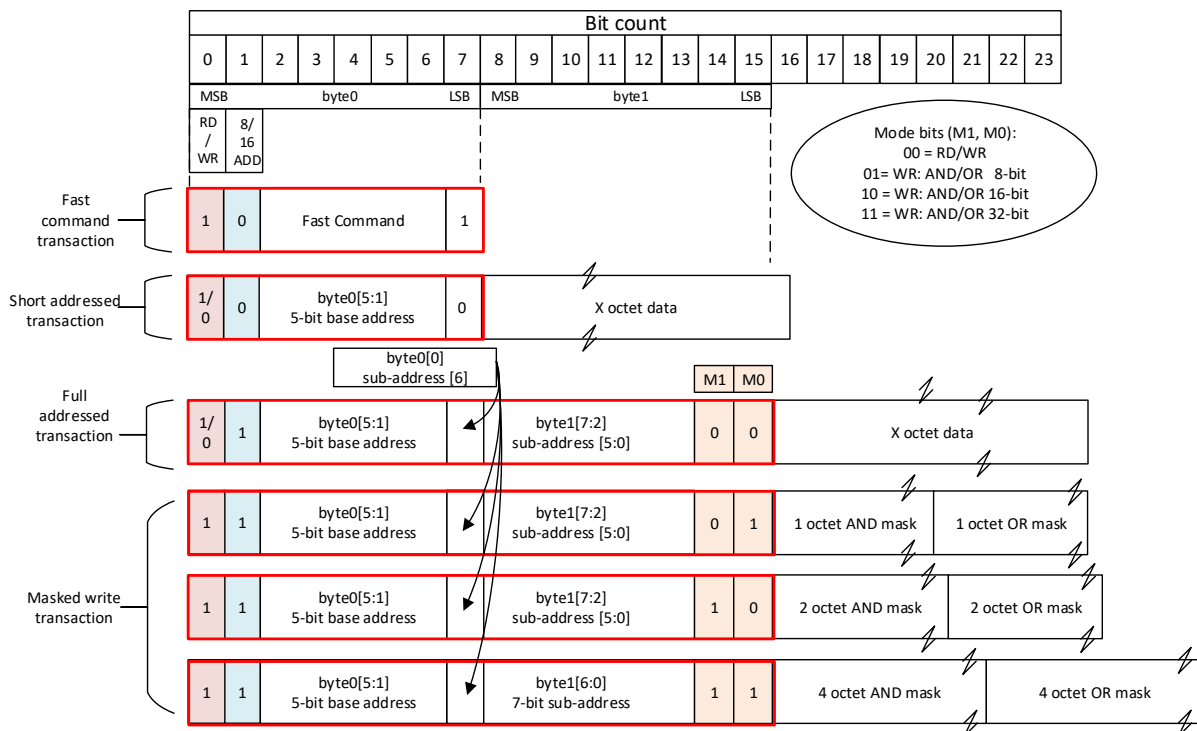 Bit count
0 1 2 3 4 5 6 7 8 9 10 11 12 13 14 15 16 17 18 19 20 21 22 23
MSB byte0 LSB MSB byte1 LSB
RD
/
WR
8/
16
ADD
Mode bits (M1, M0):
00 = RD/WR
01= WR: AND/OR 8-bit
10 = WR: AND/OR 16-bit
11 = WR: AND/OR 32-bit
Fast
command
transaction
1 0 Fast Command 1
Short addressed
transaction
1/
0
0
byte0[5:1]
5-bit base address
0
X octet data
byte0[0]
sub-address [6]
M1 M0
Full
addressed
transaction
1/
0
1
byte0[5:1]
5-bit base address
byte1[7:2]
sub-address [5:0]
0 0
X octet data
Masked write
transaction
1 1
byte0[5:1]
5-bit base address
byte1[7:2]
sub-address [5:0]
0 1
1 octet AND mask 1 octet OR mask
1 1
byte0[5:1]
5-bit base address
byte1[7:2]
sub-address [5:0]
1 0
2 octet AND mask 2 octet OR mask
1 1
byte0[5:1]
5-bit base address
byte1[6:0]
7-bit sub-address
1 1
4 octet AND mask 4 octet OR mask